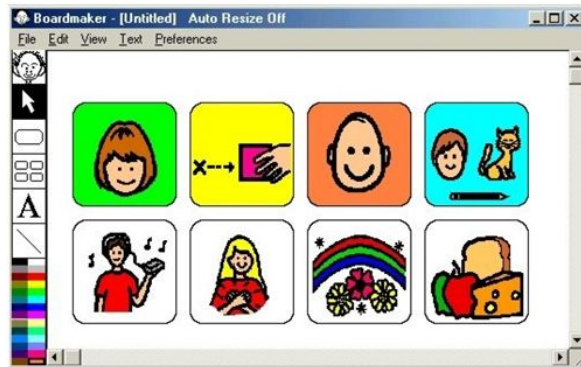 Boardmaker - [Untitled] Auto Resize Off
File Edit View Text Preferences
A